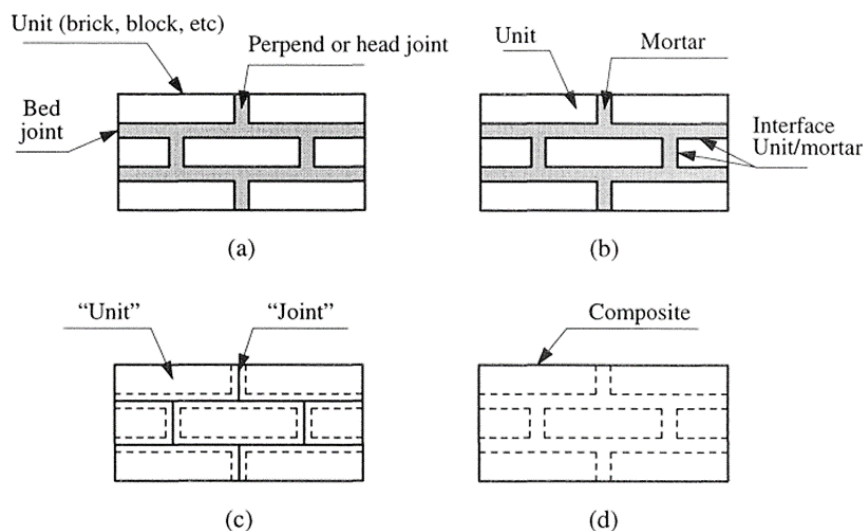 Unit (brick, block, etc)
Perpend or head joint
Bed
joint
(a)
Unit
Mortar
Interface
Unit/mortar
(b)
“Unit”
“Joint”
(c)
Composite
(d)